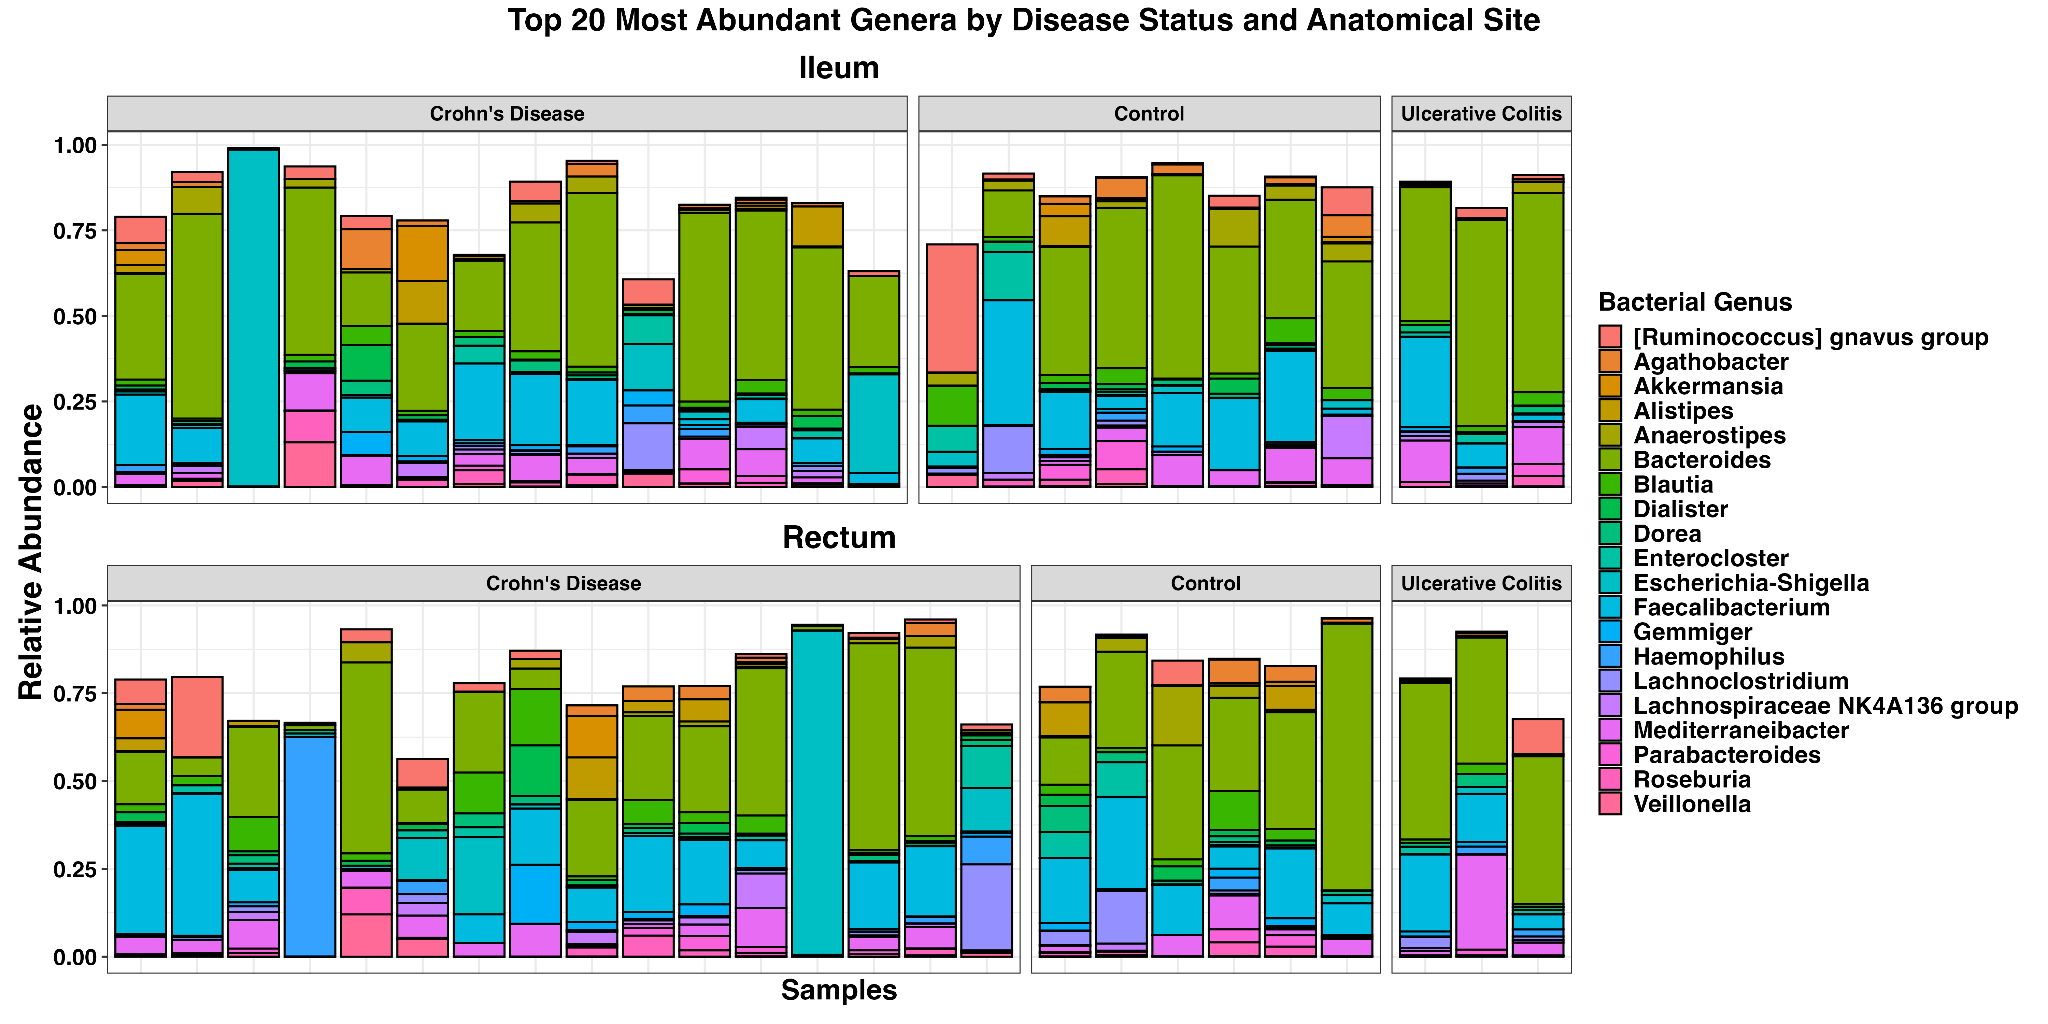 Top 20 Most Abundant Genera by Disease Status and Anatomical Site
Ileum
Crohn's Disease
Control
Ulcerative Colitis
1.00
0.75
0.50
0.25
0.00
Relative Abundance
Rectum
Crohn's Disease
Control
Ulcerative Colitis
1.00
0.75
0.50
0.25
0.00
Samples
Bacterial Genus
[Ruminococcus] gnavus group
Agathobacter
Akkermansia
Alistipes
Anaerostipes
Bacteroides
Blautia
Dialister
Dorea
Enterocloster
Escherichia-Shigella
Faecalibacterium
Gemmiger
Haemophilus
Lachnoclostridium
Lachnospiraceae NK4A136 group
Mediterraneibacter
Parabacteroides
Roseburia
Veillonella